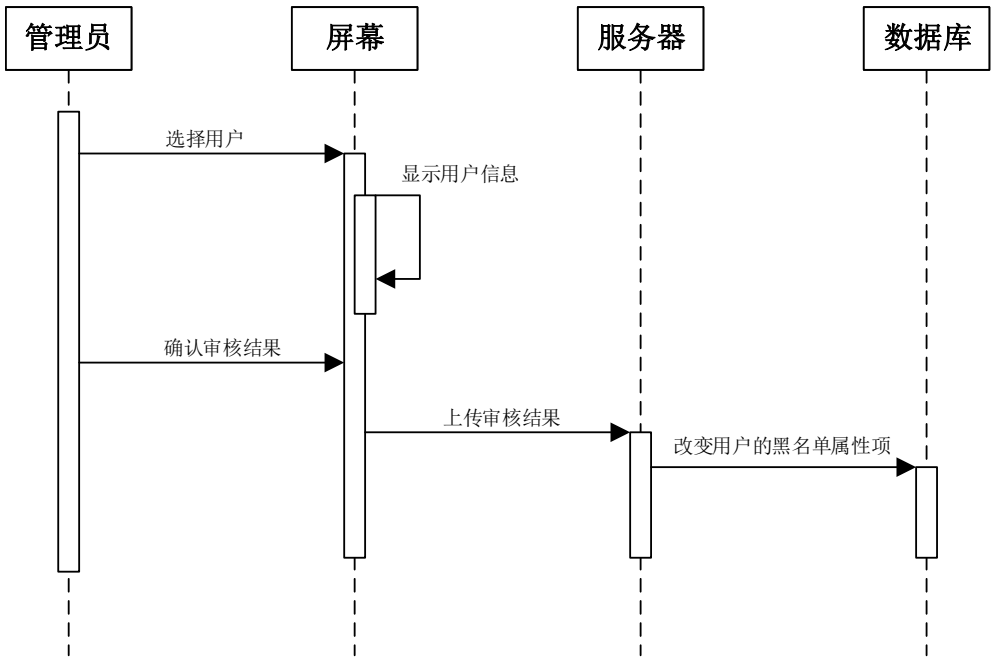 管理员
屏幕
服务器
数据库
选择用户
显示用户信息
确认审核结果
上传审核结果
改变用户的黑名单属性项